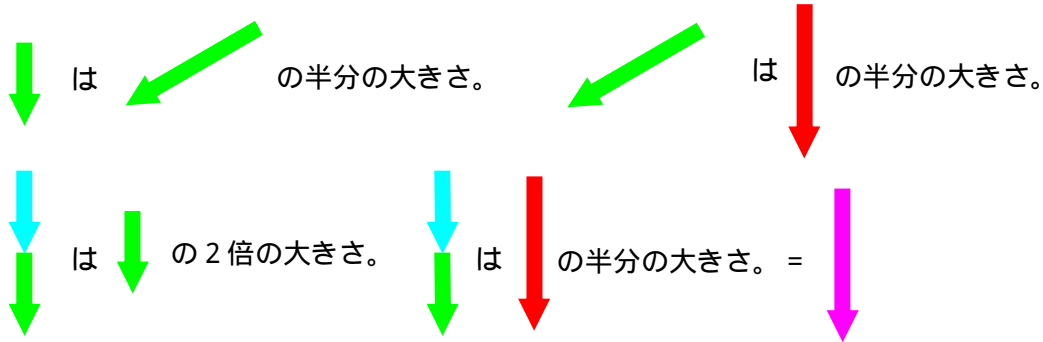 は の半分の大きさ。 は の半分の大きさ。
は の2倍の大きさ。 は の半分の大きさ。 =